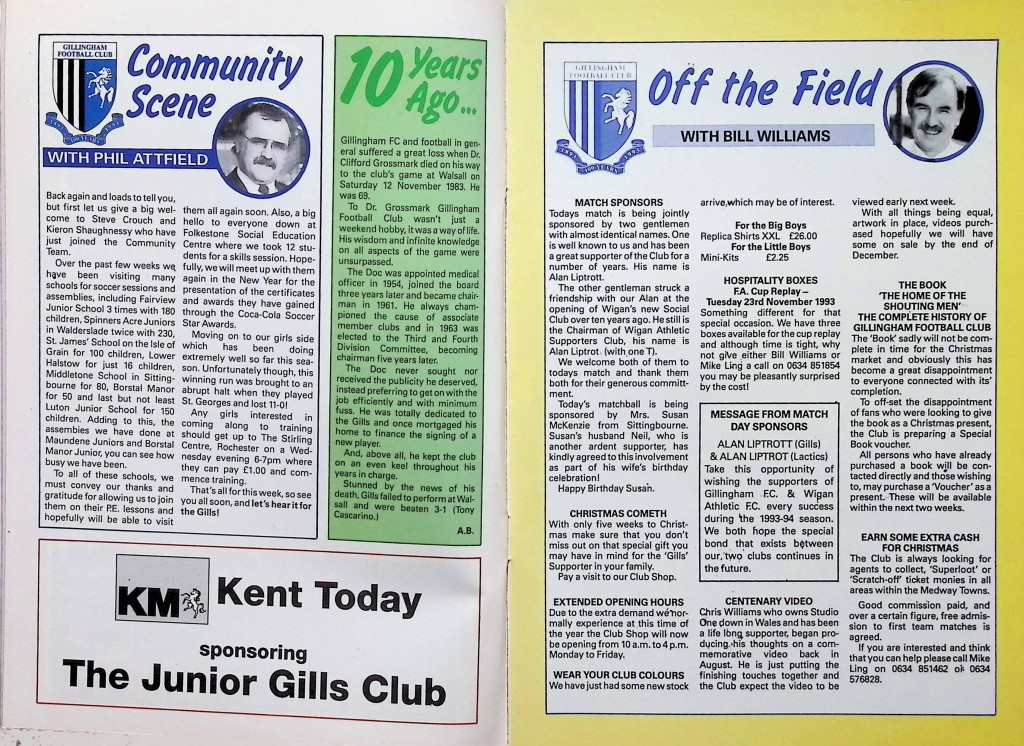 GILLINGHAM
FOOTBALL CLUB
Community
Scene
WITH PHIL ATTFIELD
Back again and loads to tell you,
but first let us give a big wel-
come to Steve Crouch and
Kieron Shaughnessy who have
just joined the Community
Team.
Over the past few weeks we
have been visiting many
schools for soccer sessions and
assemblies, including Fairview
Junior School 3 times with 180
children, Spinners Acre Juniors
in Walderslade twice with 230,
St. James' School on the Isle of
Grain for 100 children, Lower
Halstow for just 16 children,
Middletone School in Sitting-
bourne for 80, Borstal Manor
for 50 and last but not least
Luton Junior School for 150
children. Adding to this, the
assemblies we have done at
Maundene Juniors and Borstal
Manor Junior, you can see how
busy we have been.
To all of these schools, we
must convey our thanks and
gratitude for allowing us to join
them on their P.E. lessons and
hopefully will be able to visit
them all again soon. Also, a big
hello to everyone down at
Folkestone Social Education
Centre where we took 12 stu-
dents for a skills session. Hope-
fully, we will meet up with them
again in the New Year for the
presentation of the certificates
and awards they have gained
through the Coca-Cola Soccer
Star Awards.
Moving on to our girls side
which has been doing
extremely well so far this sea-
son. Unfortunately though, this
winning run was brought to an
abrupt halt when they played
St. Georges and lost 11-0!
Any girls interested in
coming along to training
should get up to The Stirling
Centre, Rochester on a Wed-
nesday evening 6-7pm where
they can pay £1.00 and com-
mence training.
That's all for this week, so see
you all soon, and let's hear it for
the Gills!
10 Years
Ago...
Gillingham FC and football in gen-
eral suffered a great loss when Dr.
Clifford Grossmark died on his way
to the club's game at Walsall on
Saturday 12 November 1983. He
was 69.
To Dr. Grossmark Gillingham
Football Club wasn't just a
weekend hobby, it was a way of life.
His wisdom and infinite knowledge
on all aspects of the game were
unsurpassed.
The Doc was appointed medical
officer in 1954, joined the board
three years later and became chair-
man in 1961. He always cham-
pioned the cause of associate
member clubs and in 1963 was
elected to the Third and Fourth
Division Committee, becoming
chairman five years later.
The Doc never sought nor
received the publicity he deserved,
instead preferring to get on with the
job efficiently and with minimum
fuss. He was totally dedicated to
the Gills and once mortgaged his
home to finance the signing of a
new player.
And, above all, he kept the club
on an even keel throughout his
years in charge.
Stunned by the news of his
death, Gills failed to perform at Wal-
sall and were beaten 3-1 (Tony
Cascarino.)
A.B.
KM
Kent Today
sponsoring
The Junior Gills Club
GILLINGHAM
FOOTBALL CLUB
Off the Field
WITH BILL WILLIAMS
MATCH SPONSORS
Todays match is being jointly
sponsored by two gentlemen
with almost identical names. One
is well known to us and has been
a great supporter of the Club for a
number of years. His name is
Alan Liptrott.
The other gentleman struck a
friendship with our Alan at the
opening of Wigan's new Social
Club over ten years ago. He still is
the Chairman of Wigan Athletic
Supporters Club, his name is
Alan Liptrot. (with one T).
We welcome both of them to
todays match and thank them
both for their generous committ-
ment.
Today's matchball is being
sponsored by Mrs. Susan
McKenzie from Sittingbourne.
Susan's husband Neil, who is
another ardent supporter, has
kindly agreed to this involvement
as part of his wife's birthday
celebration!
Happy Birthday Susan.
CHRISTMAS COMETH
With only five weeks to Christ-
mas make sure that you don't
miss out on that special gift you
may have in mind for the 'Gills'
Supporter in your family.
Pay a visit to our Club Shop.
EXTENDED OPENING HOURS
Due to the extra demand we nor-
mally experience at this time of
the year the Club Shop will now
be opening from 10 a.m. to 4 p.m.
Monday to Friday.
WEAR YOUR CLUB COLOURS
We have just had some new stock
arrive, which may be of interest.
For the Big Boys
Replica Shirts XXL £26.00
For the Little Boys
Mini-Kits £2.25
HOSPITALITY BOXES
F.A. Cup Replay –
Tuesday 23rd November 1993
Something different for that
special occasion. We have three
boxes available for the cup replay
and although time is tight, why
not give either Bill Williams or
Mike Ling a call on 0634 851854
you may be pleasantly surprised
by the cost!
MESSAGE FROM MATCH
DAY SPONSORS
ALAN LIPTROTT (Gills)
& ALAN LIPTROT (Lactics)
Take this opportunity of
wishing the supporters of
Gillingham F.C. & Wigan
Athletic F.C. every success
during the 1993-94 season.
We both hope the special
bond that exists between
our two clubs continues in
the future.
CENTENARY VIDEO
Chris Williams who owns Studio
One down in Wales and has been
a life long supporter, began pro-
ducing his thoughts on a com-
memorative video back in
August. He is just putting the
finishing touches together and
the Club expect the video to be
viewed early next week.
With all things being equal,
artwork in place, videos purch-
ased hopefully we will have
some on sale by the end of
December.
THE BOOK
'THE HOME OF THE
SHOUTING MEN'
THE COMPLETE HISTORY OF
GILLINGHAM FOOTBALL CLUB
The 'Book' sadly will not be com-
plete in time for the Christmas
market and obviously this has
become a great disappointment
to everyone connected with its'
completion.
To off-set the disappointment
of fans who were looking to give
the book as a Christmas present,
the Club is preparing a Special
Book voucher.
All persons who have already
purchased a book will be con-
tacted directly and those wishing
to, may purchase a 'Voucher' as a
present. These will be available
within the next two weeks.
EARN SOME EXTRA CASH
FOR CHRISTMAS
The Club is always looking for
agents to collect, 'Superloot' or
'Scratch-off' ticket monies in all
areas within the Medway Towns.
Good commission paid, and
over a certain figure, free admis-
sion to first team matches is
agreed.
If you are interested and think
that you can help please call Mike
Ling on 0634 851462 or 0634
576828.